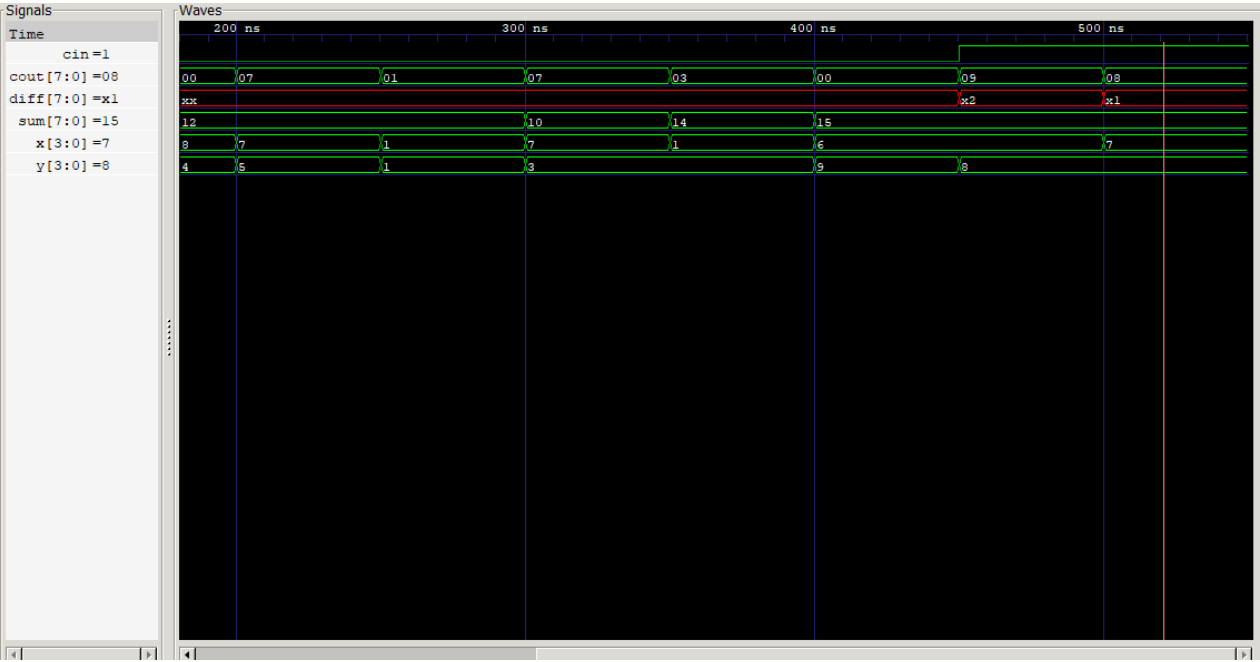 Signals Waves
Time 200 ns 300 ns 400 ns 500 ns
cin=1
cout[7:0]=08 00 07 01 07 03 00 09 08
diff[7:0]=x1 xx x2 x1
sum[7:0]=15 12 10 14 15
x[3:0]=7 8 7 1 7 1 6 7
y[3:0]=8 4 5 1 3 9 8